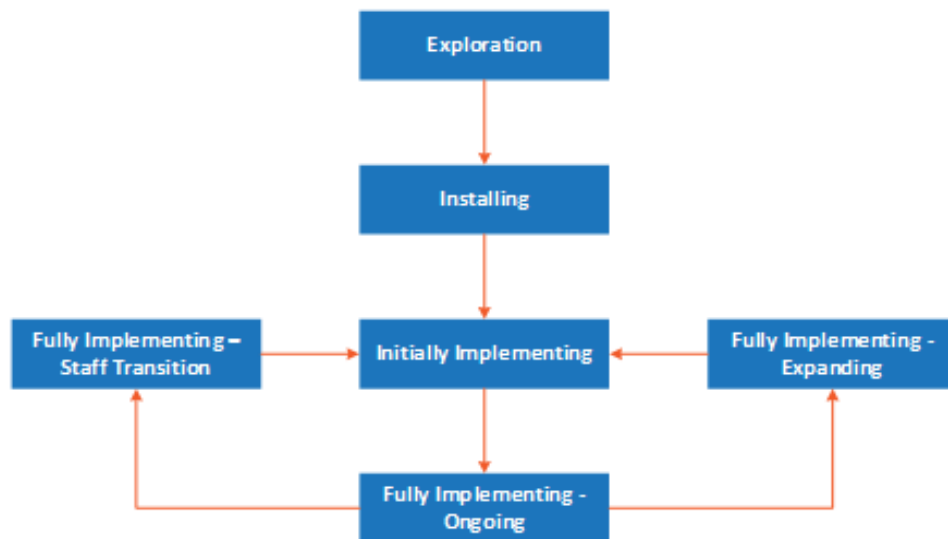 Exploration
Installing
Fully Implementing –
Staff Transition
Initially Implementing
Fully Implementing -
Expanding
Fully Implementing -
Ongoing